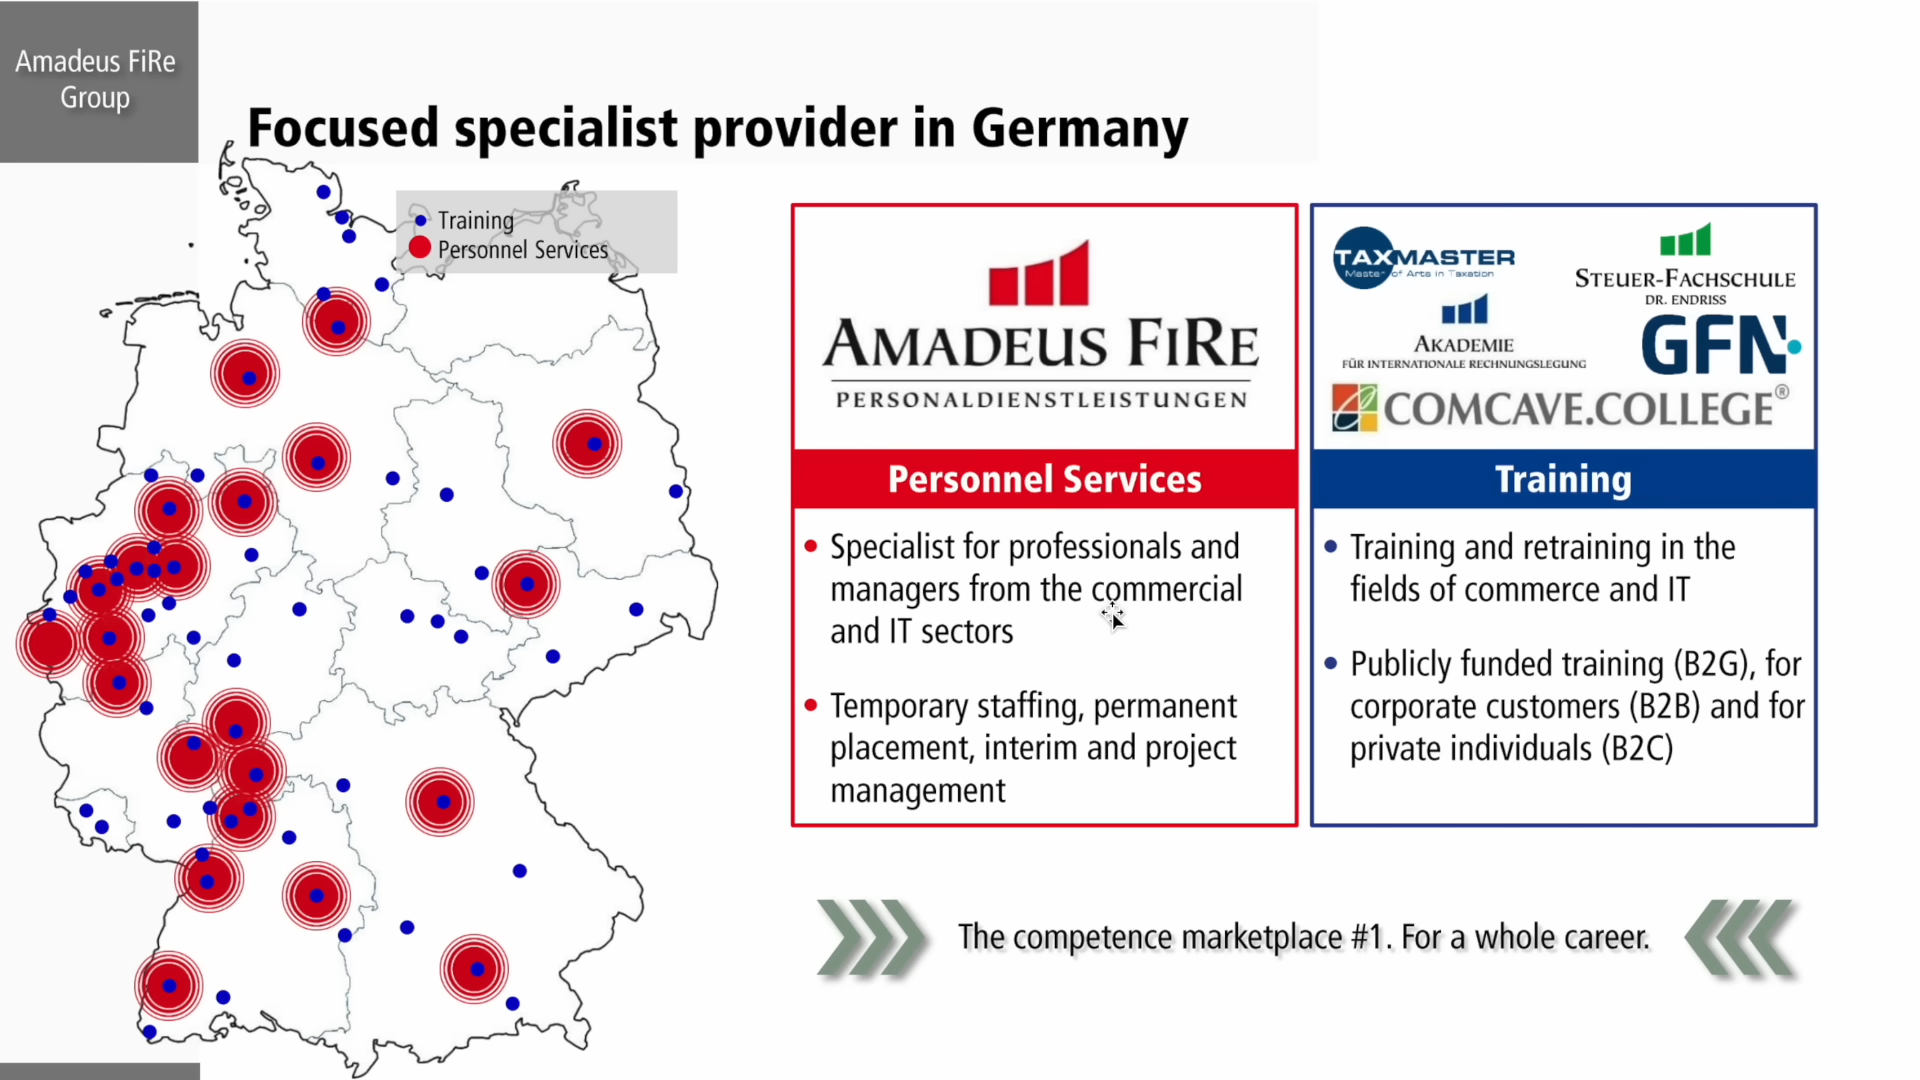 Amadeus FiRe
Group
Focused specialist provider in Germany
Training
Personnel Services
AMADEUS FIRE
PERSONALDIENSTLEISTUNGEN
TAXMASTER
Master of Arts in Taxation
STEUER-FACHSCHULE
DR. ENDRISS
AKADEMIE
FÜR INTERNATIONALE RECHNUNGSLEGUNG
GFN
COMCAVE.COLLEGE®
Personnel Services
• Specialist for professionals and
managers from the commercial
and IT sectors
• Temporary staffing, permanent
placement, interim and project
management
Training
• Training and retraining in the
fields of commerce and IT
• Publicly funded training (B2G), for
corporate customers (B2B) and for
private individuals (B2C)
The competence marketplace #1. For a whole career.